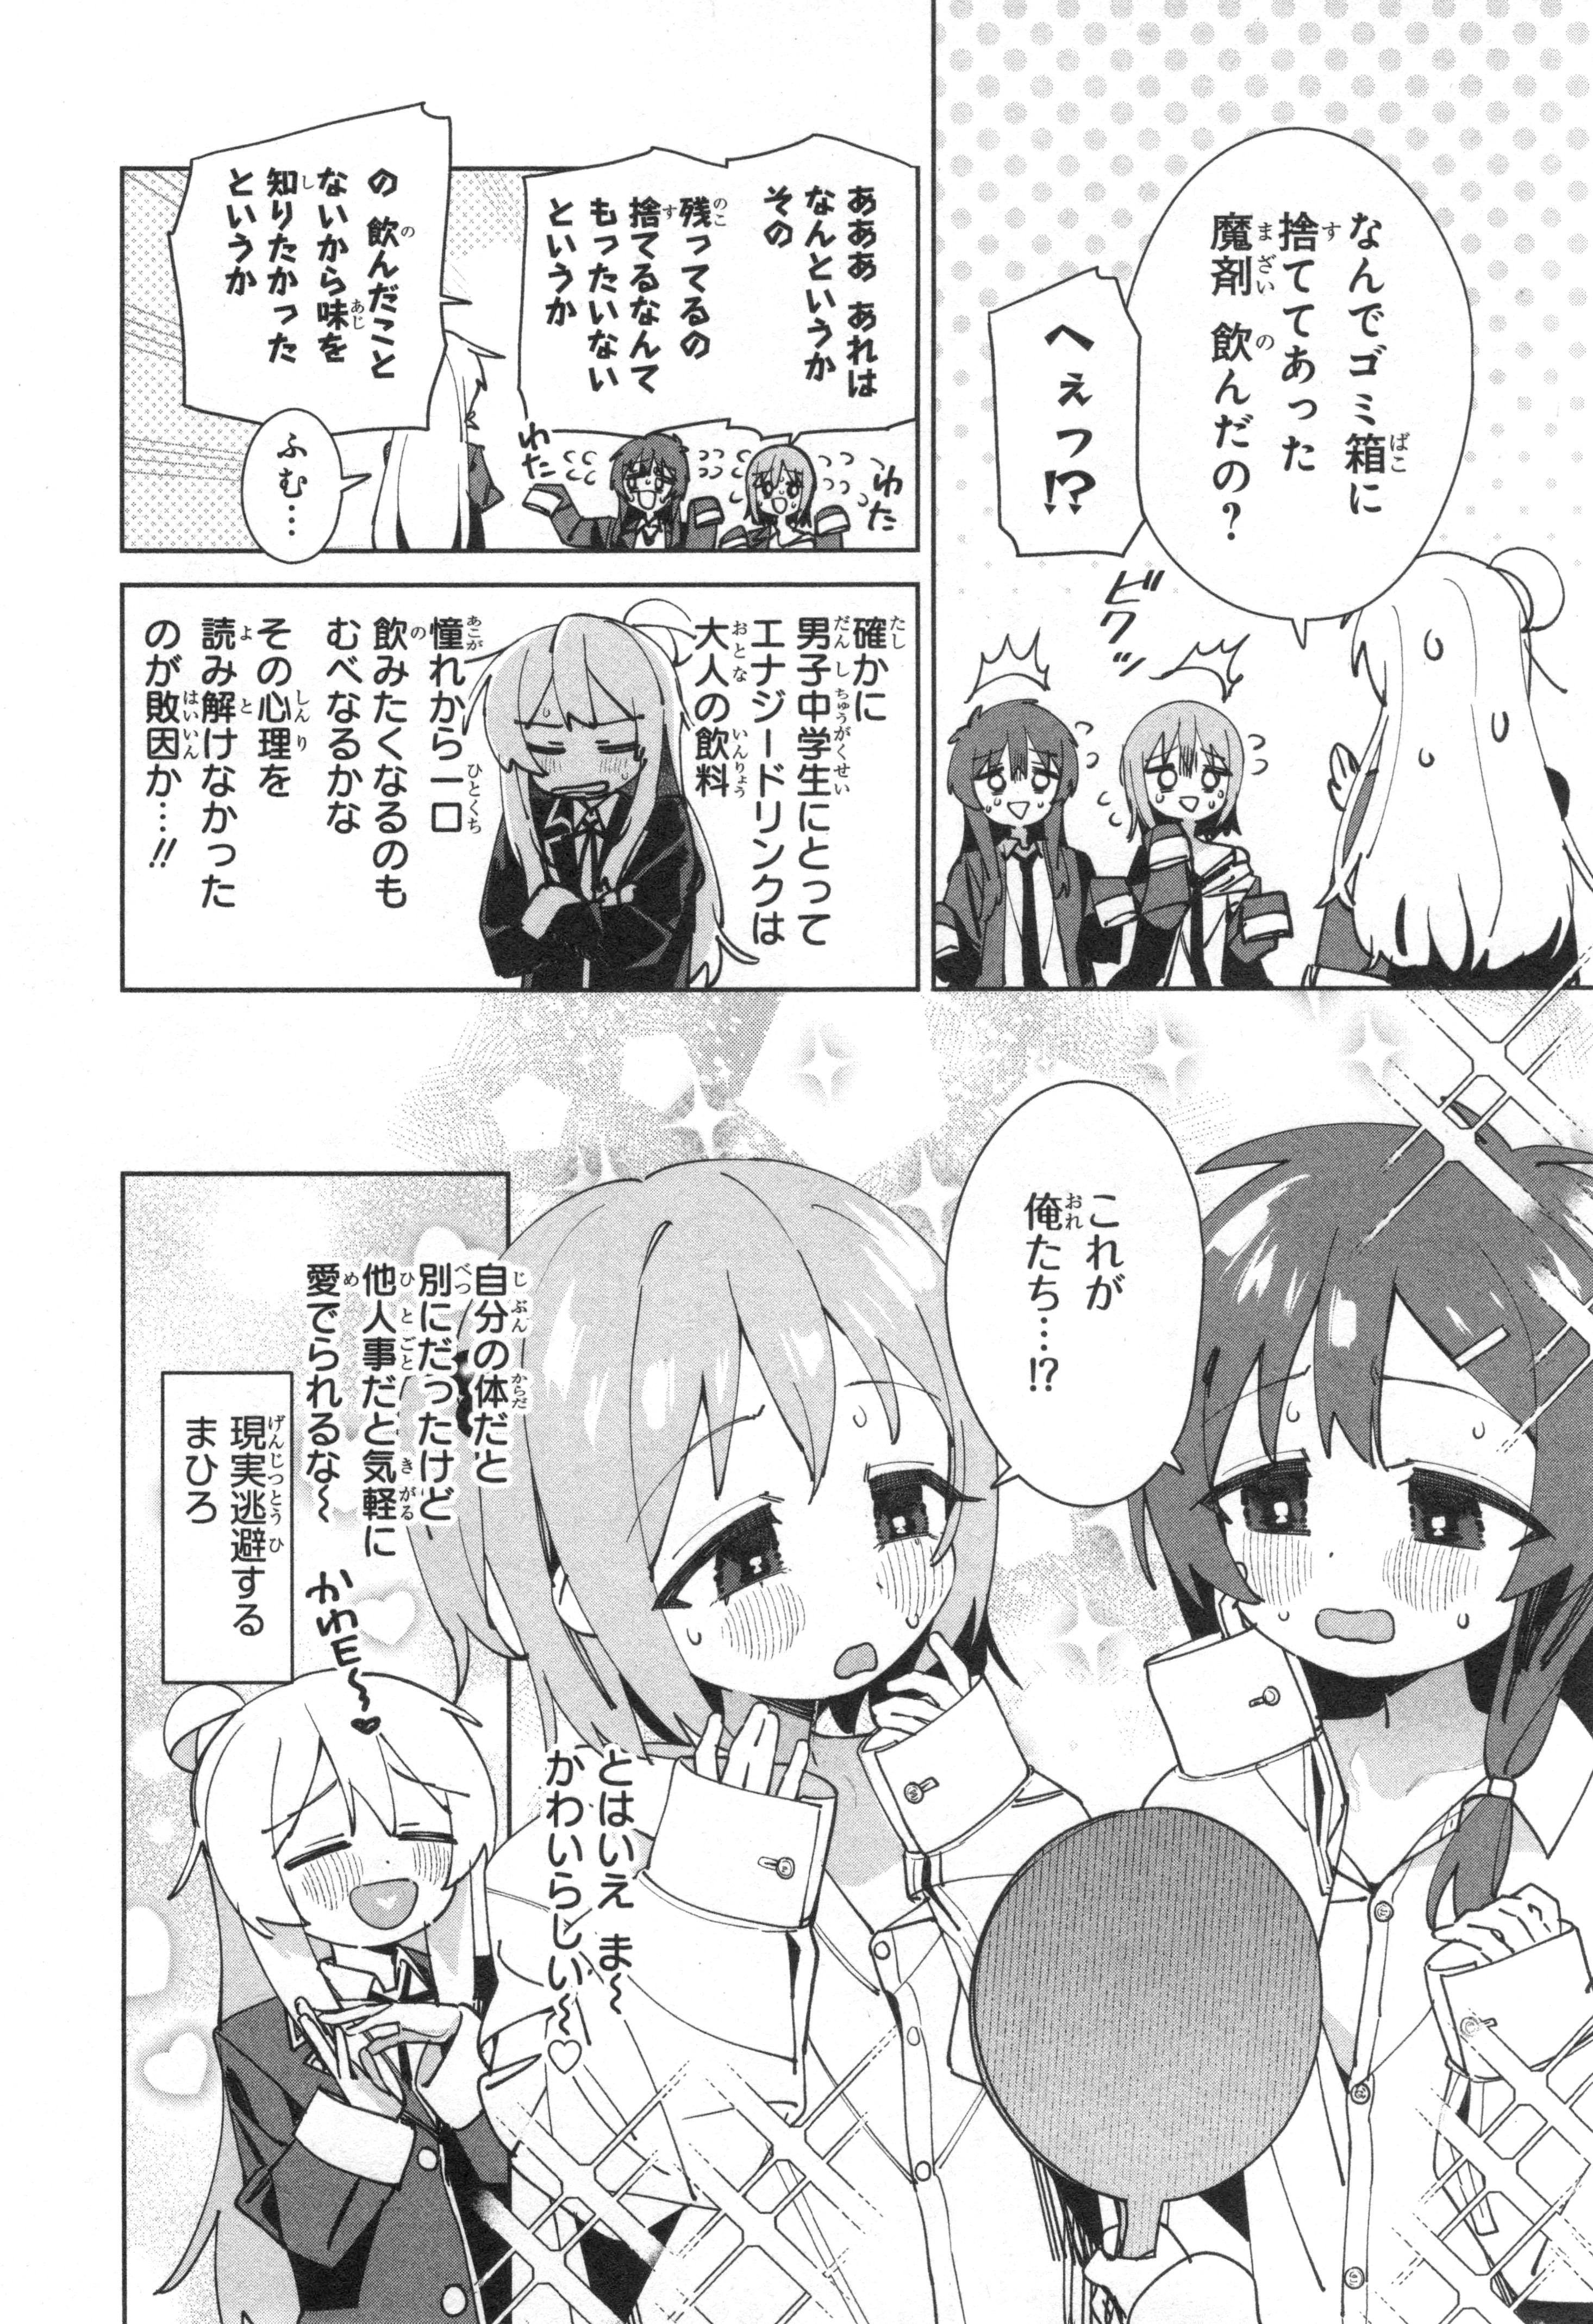 なんでゴミ箱に
捨ててあった
魔剤 飲んだの?
へぇっ!?
ビクッ
あああ あれは
なんというか
その
残ってるの
捨てるなんて
もったいない
というか
の 飲んだこと
ないから味を
知りたかった
というか
わた
わた
ふむ…
確かに
男子中学生にとって
エナジードリンクは
大人の飲料
憧れから一口
飲みたくなるのも
むべなるかな
その心理を
読み解けなかった
のが敗因か…!!
これが
俺たち…!?
とはいえ ま〜
かわいらしい〜♡
自分の体だと
別にだったけど
他人事だと気軽に
愛でられるな〜
かわE〜♡
現実逃避する
まひろ